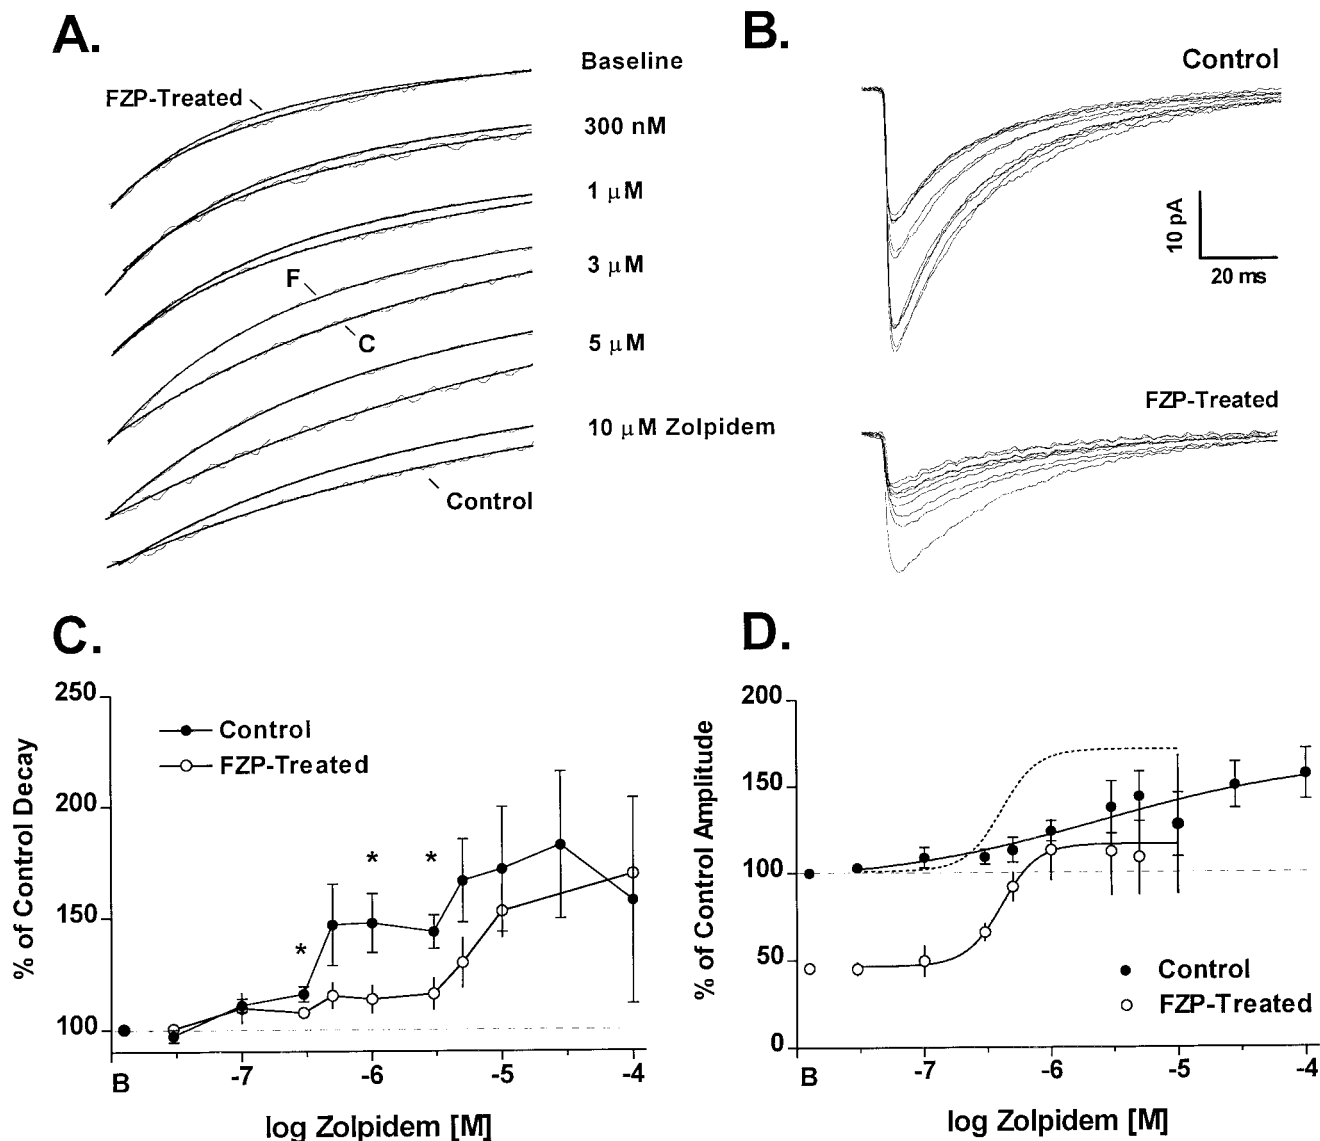 A.
Baseline
FZP-Treated
300 nM
1 μM
3 μM
F
C
5 μM
10 μM Zolpidem
Control
B.
Control
10 pA
20 ms
FZP-Treated
C.
250
200
150
100
% of Control Decay
Control
FZP-Treated
*
*
*
B
-7
-6
-5
-4
log Zolpidem [M]
D.
200
150
100
50
0
% of Control Amplitude
Control
FZP-Treated
B
-7
-6
-5
-4
log Zolpidem [M]